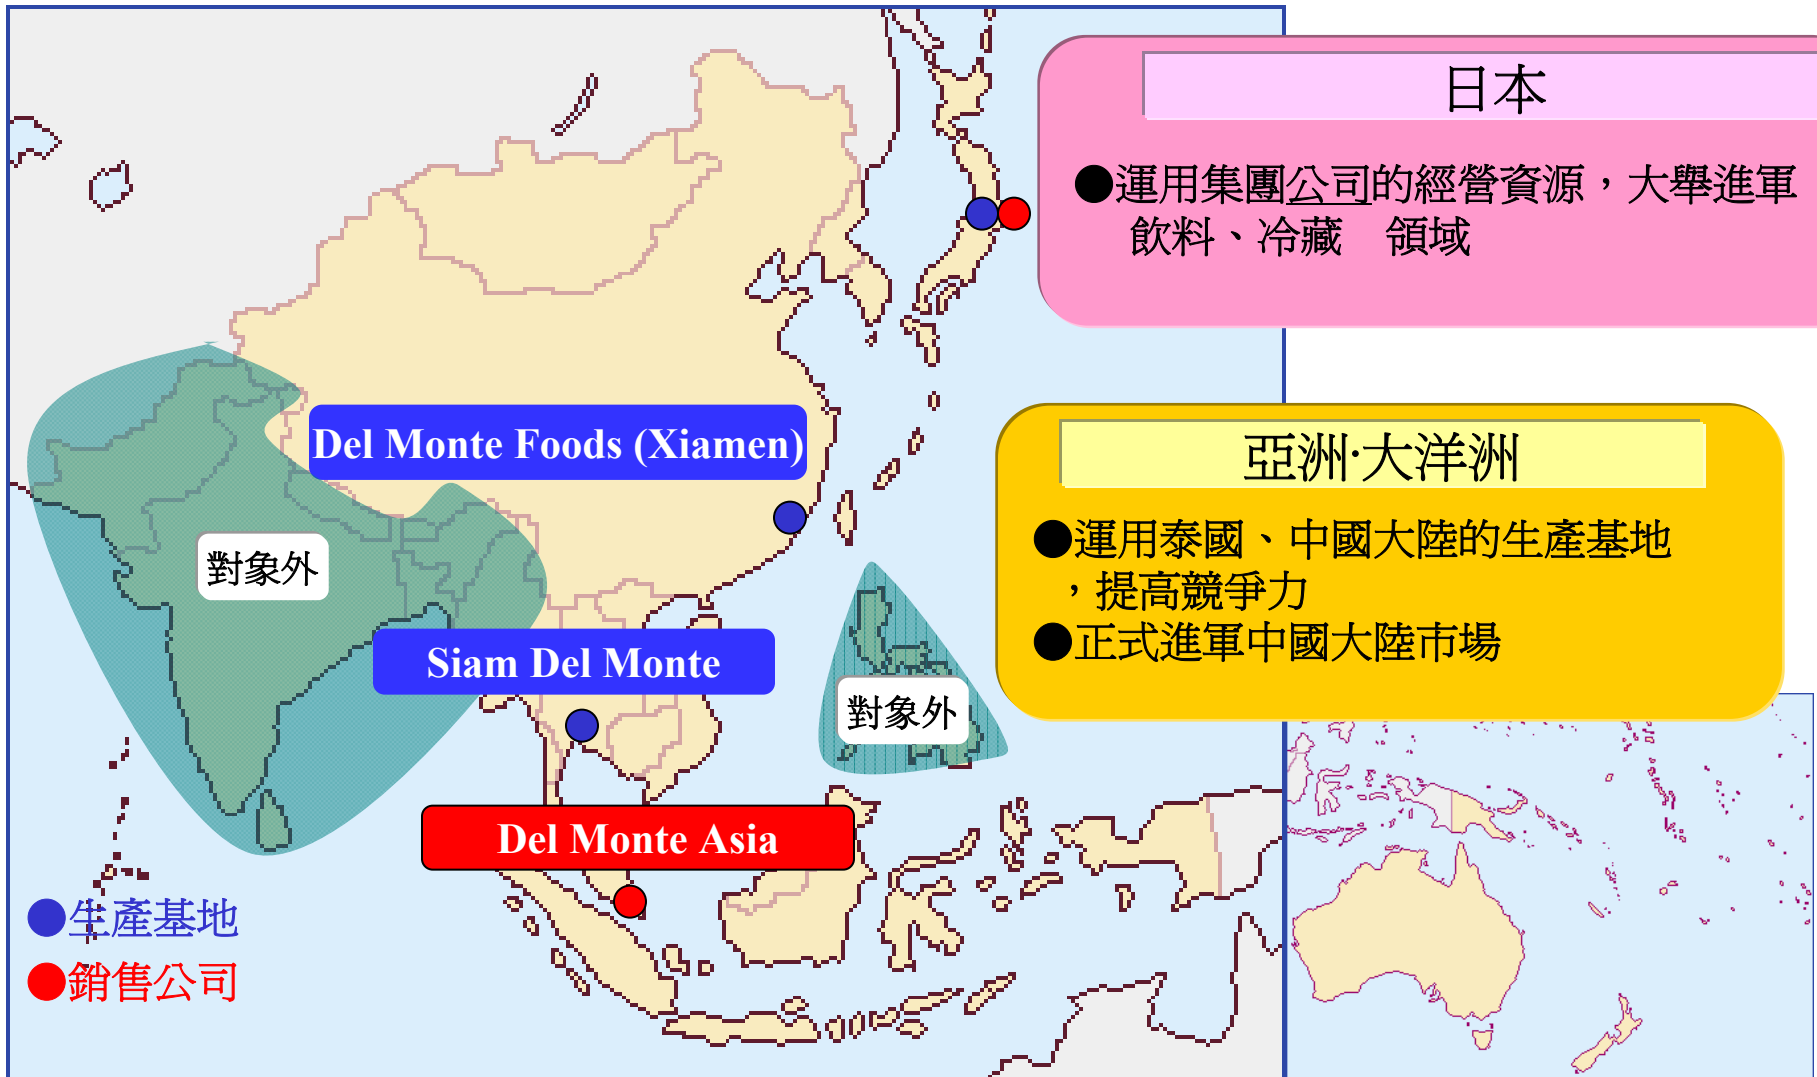 日本
●運用集團公司的經營資源，大舉進軍
飲料、冷藏　領域
Del Monte Foods (Xiamen)
亞洲·大洋洲
●運用泰國、中國大陸的生產基地
，提高競爭力
●正式進軍中國大陸市場
對象外
Siam Del Monte
對象外
Del Monte Asia
●生產基地
●銷售公司